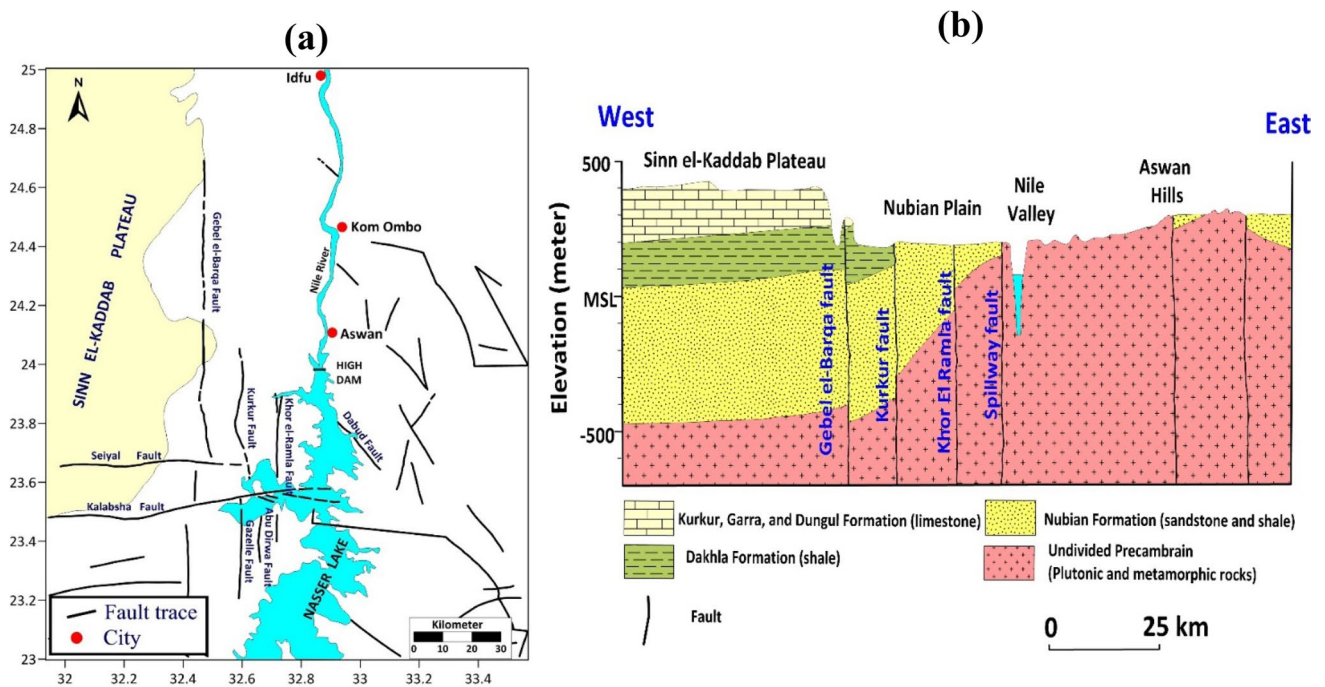 (a)
25
24.8
24.6
24.4
24.2
24
23.8
23.6
23.4
23.2
23
32
32.2
32.4
32.6
32.8
33
33.2
33.4
N
Idfu
Kom Ombo
Nile River
Aswan
HIGH
DAM
SINN EL-KADDAB PLATEAU
Gebel el-Barqa Fault
Kurkur Fault
Khor el-Ramla Fault
Dabud Fault
Seiyal Fault
Kalabsha Fault
Gazelle Fault
Abu Dirwa Fault
NASSER LAKE
Fault trace
City
Kilometer
0 10 20 30
(b)
West
East
Elevation (meter)
500
MSL
-500
Sinn el-Kaddab Plateau
Nubian Plain
Nile
Valley
Aswan
Hills
Gebel el-Barqa fault
Kurkur fault
Khor El Ramla fault
Spillway fault
Kurkur, Garra, and Dungul Formation (limestone)
Dakhla Formation (shale)
Fault
Nubian Formation (sandstone and shale)
Undivided Precambrain
(Plutonic and metamorphic rocks)
0 25 km